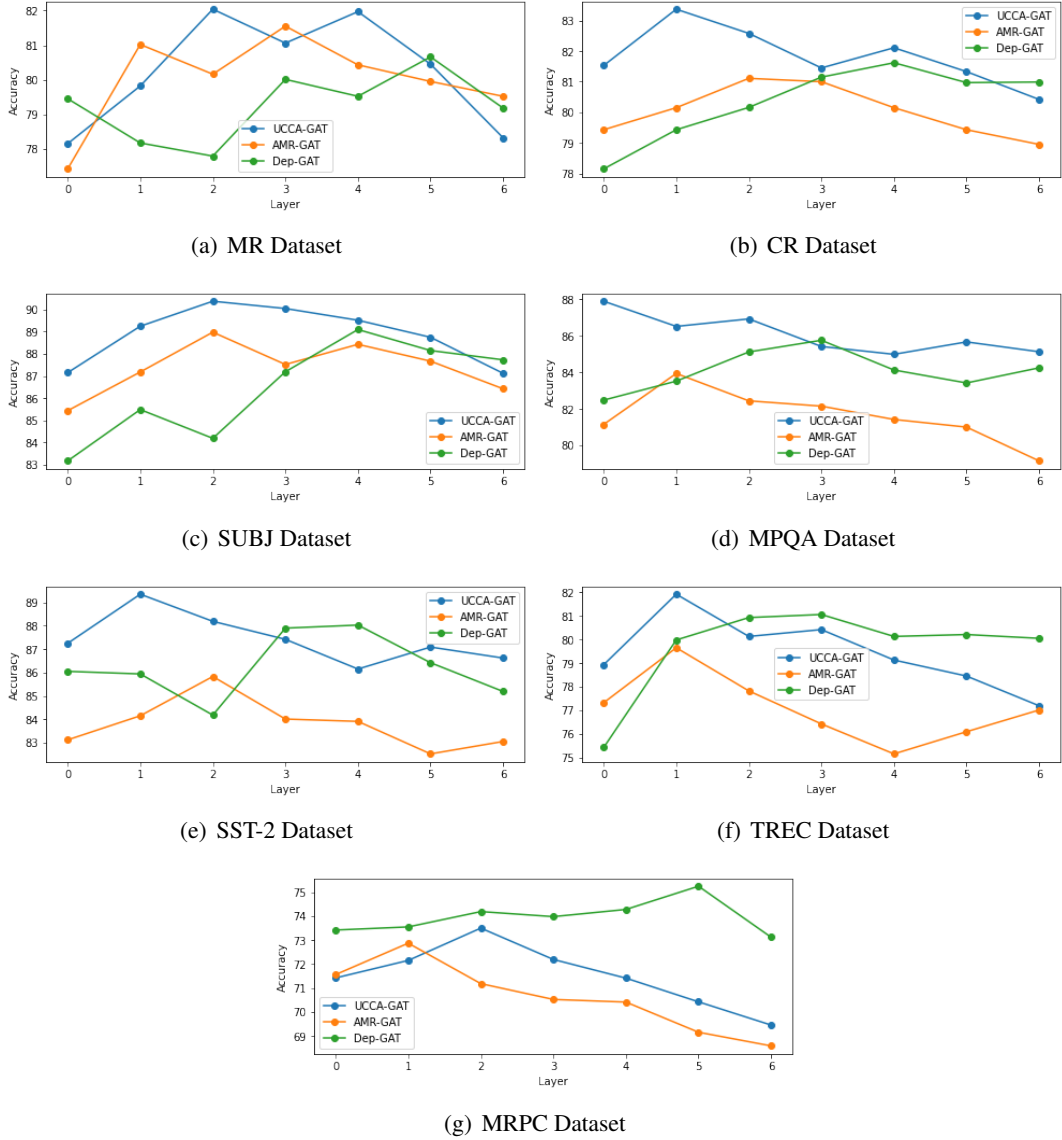 82
81
80
79
78
Accuracy
UCCA-GAT
AMR-GAT
Dep-GAT
0 1 2 3 4 5 6
Layer
(a) MR Dataset
83
82
81
80
79
78
Accuracy
UCCA-GAT
AMR-GAT
Dep-GAT
0 1 2 3 4 5 6
Layer
(b) CR Dataset
90
89
88
87
86
85
84
83
Accuracy
UCCA-GAT
AMR-GAT
Dep-GAT
0 1 2 3 4 5 6
Layer
(c) SUBJ Dataset
88
86
84
82
80
Accuracy
UCCA-GAT
AMR-GAT
Dep-GAT
0 1 2 3 4 5 6
Layer
(d) MPQA Dataset
89
88
87
86
85
84
83
Accuracy
UCCA-GAT
AMR-GAT
Dep-GAT
0 1 2 3 4 5 6
Layer
(e) SST-2 Dataset
82
81
80
79
78
77
76
75
Accuracy
UCCA-GAT
AMR-GAT
Dep-GAT
0 1 2 3 4 5 6
Layer
(f) TREC Dataset
75
74
73
72
71
70
69
Accuracy
UCCA-GAT
AMR-GAT
Dep-GAT
0 1 2 3 4 5 6
Layer
(g) MRPC Dataset